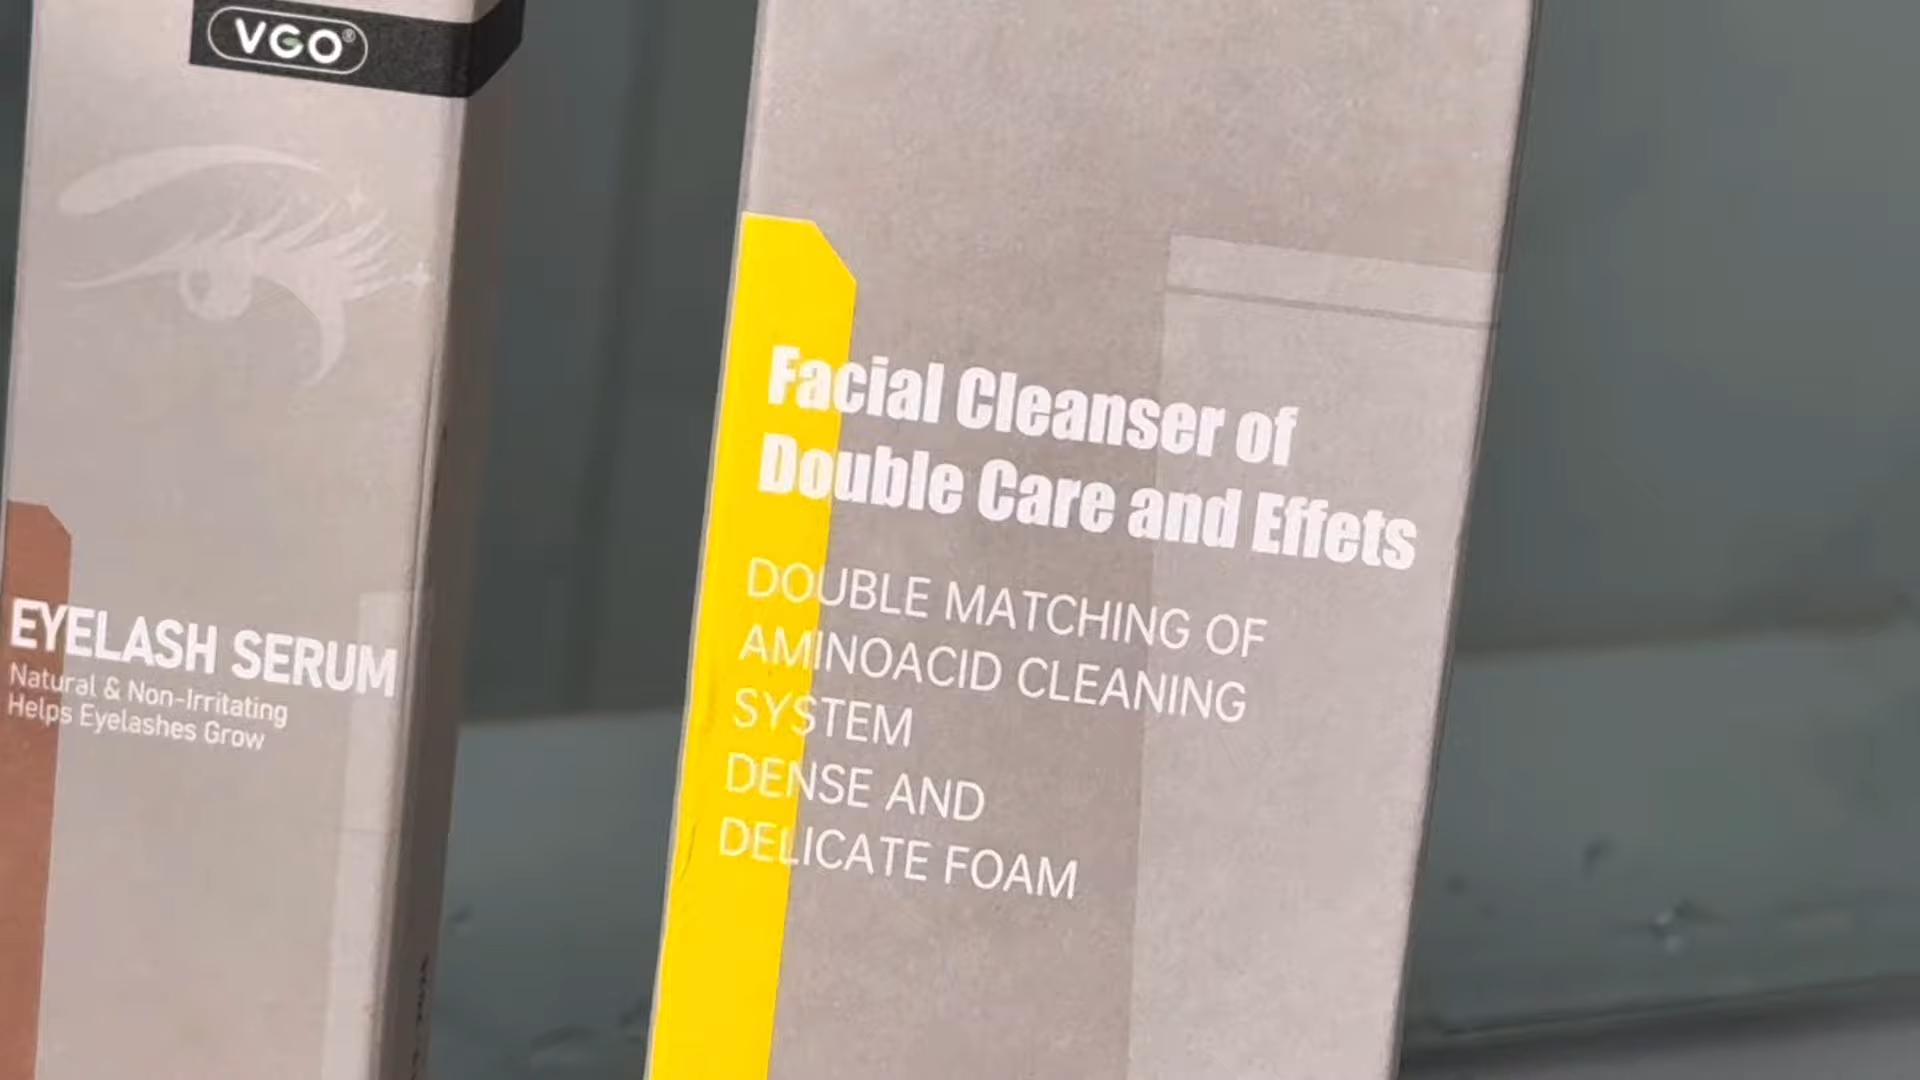 VGO®
EYELASH SERUM
Natural & Non-Irritating
Helps Eyelashes Grow
Facial Cleanser of
Double Care and Effets
DOUBLE MATCHING OF
AMINOACID CLEANING
SYSTEM
DENSE AND
DELICATE FOAM